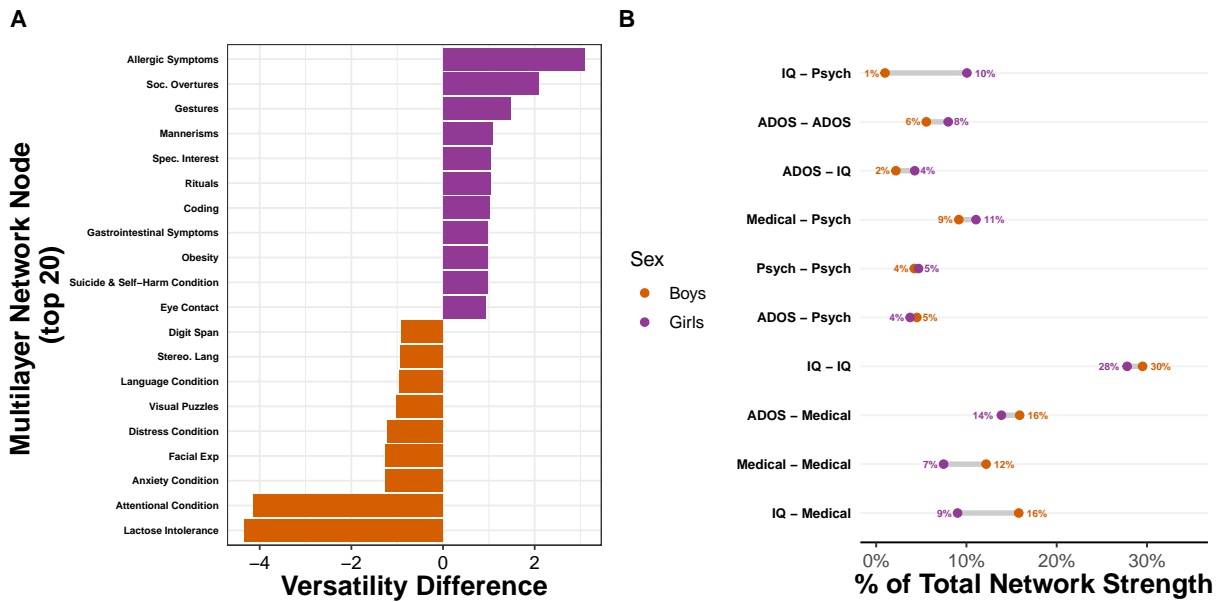 A
Multilayer Network Node
(top 20)
Allergic Symptoms
Soc. Overtures
Gestures
Mannerisms
Spec. Interest
Rituals
Coding
Gastrointestinal Symptoms
Obesity
Suicide & Self−Harm Condition
Eye Contact
Digit Span
Stereo. Lang
Language Condition
Visual Puzzles
Distress Condition
Facial Exp
Anxiety Condition
Attentional Condition
Lactose Intolerance
−4 −2 0 2
Versatility Difference
Sex
Boys
Girls
B
IQ − Psych 1% 10%
ADOS − ADOS 6% 8%
ADOS − IQ 2% 4%
Medical − Psych 9% 11%
Psych − Psych 4% 5%
ADOS − Psych 4% 5%
IQ − IQ 28% 30%
ADOS − Medical 14% 16%
Medical − Medical 7% 12%
IQ − Medical 9% 16%
0% 10% 20% 30%
% of Total Network Strength